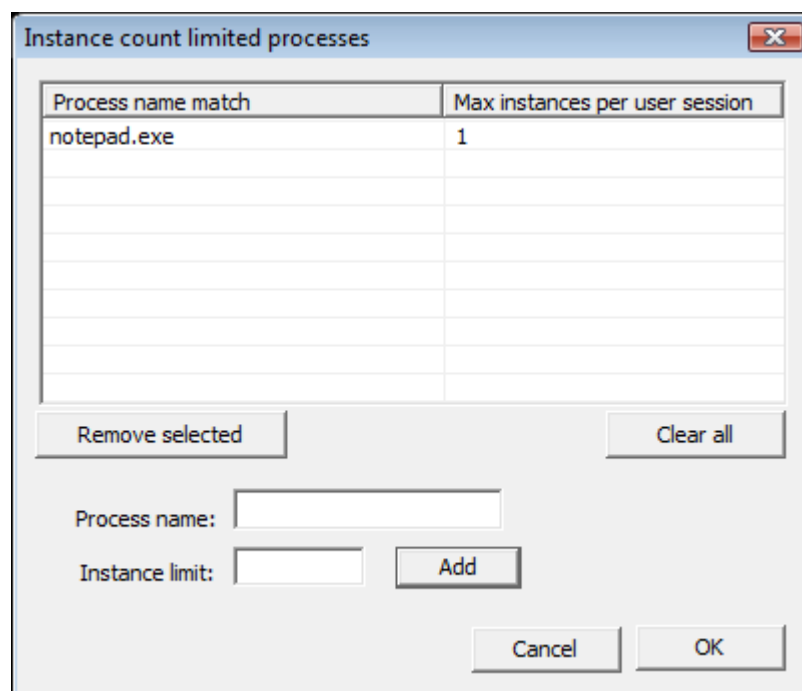 Instance count limited processes
Process name match Max instances per user session
notepad.exe 1
Remove selected Clear all
Process name:
Instance limit: Add
Cancel OK